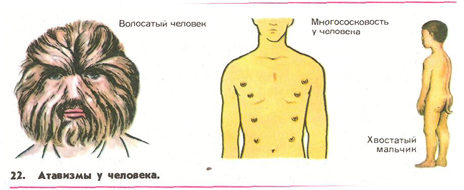 Волосатый человек
Многососковость
у человека
Хвостатый
мальчик
22. Атавизмы у человека.